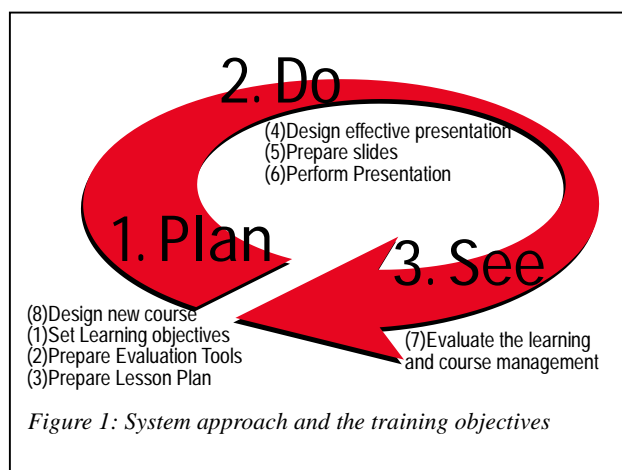 2. Do
(4)Design effective presentation
(5)Prepare slides
(6)Perform Presentation
1. Plan
3. See
(8)Design new course
(1)Set Learning objectives
(2)Prepare Evaluation Tools
(3)Prepare Lesson Plan
(7)Evaluate the learning
and course management
Figure 1: System approach and the training objectives